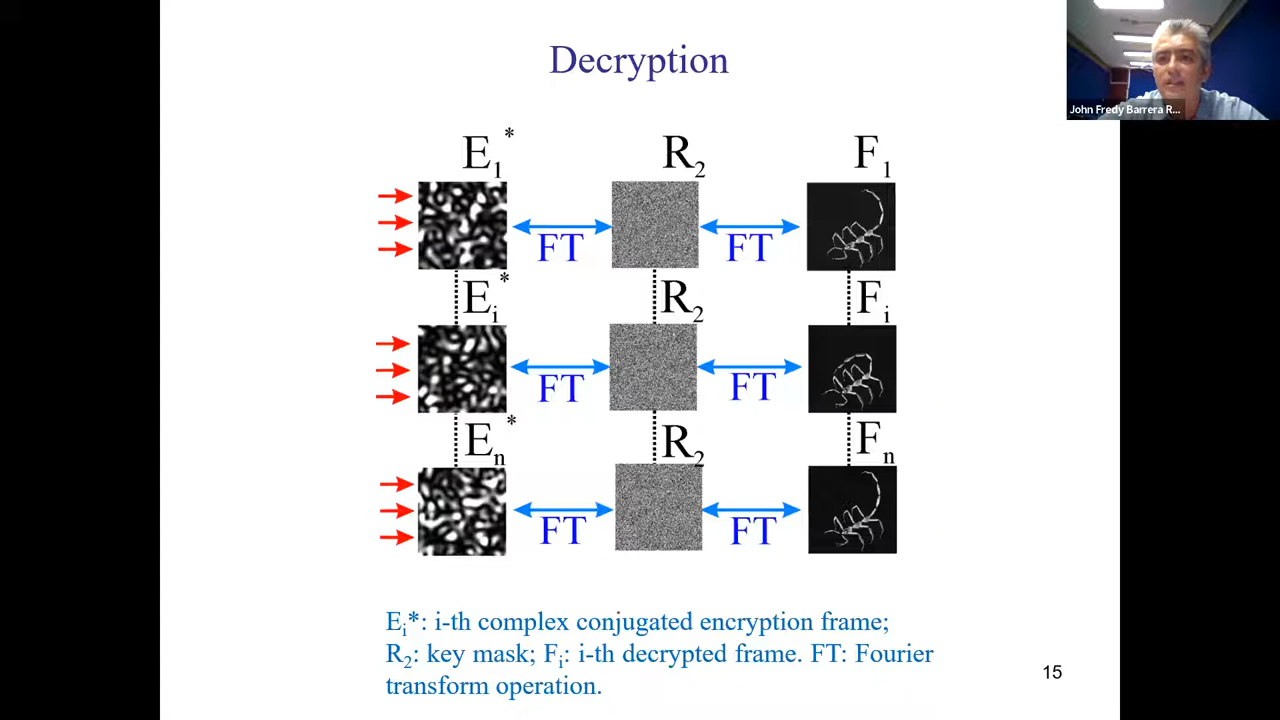 Decryption
John Fredy Barrera R...
E₁* R₂ F₁
FT FT
Eᵢ* R₂ Fᵢ
FT FT
Eₙ* R₂ Fₙ
FT FT
Eᵢ*: i-th complex conjugated encryption frame;
R₂: key mask; Fᵢ: i-th decrypted frame. FT: Fourier
transform operation.
15